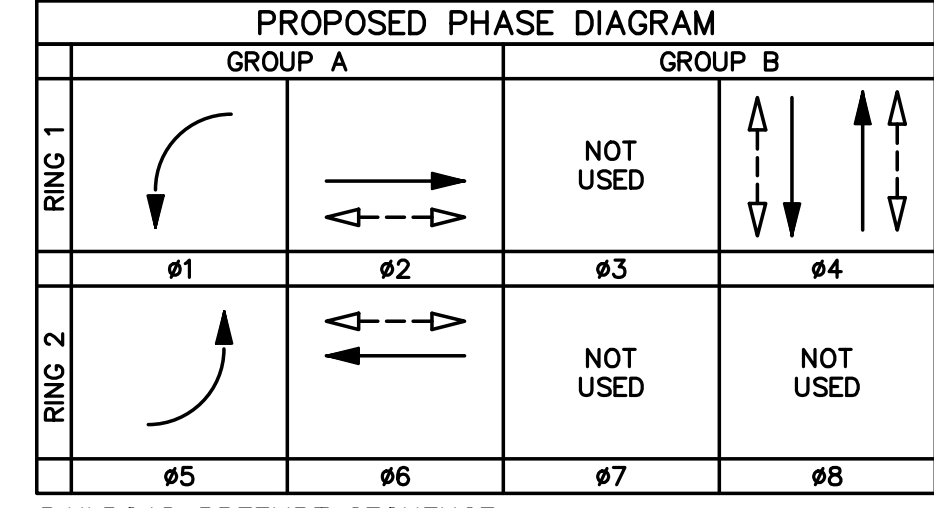 PROPOSED PHASE DIAGRAM
GROUP A
GROUP B
RING 1
NOT
USED
ø1
ø2
ø3
ø4
RING 2
NOT
USED
NOT
USED
ø5
ø6
ø7
ø8